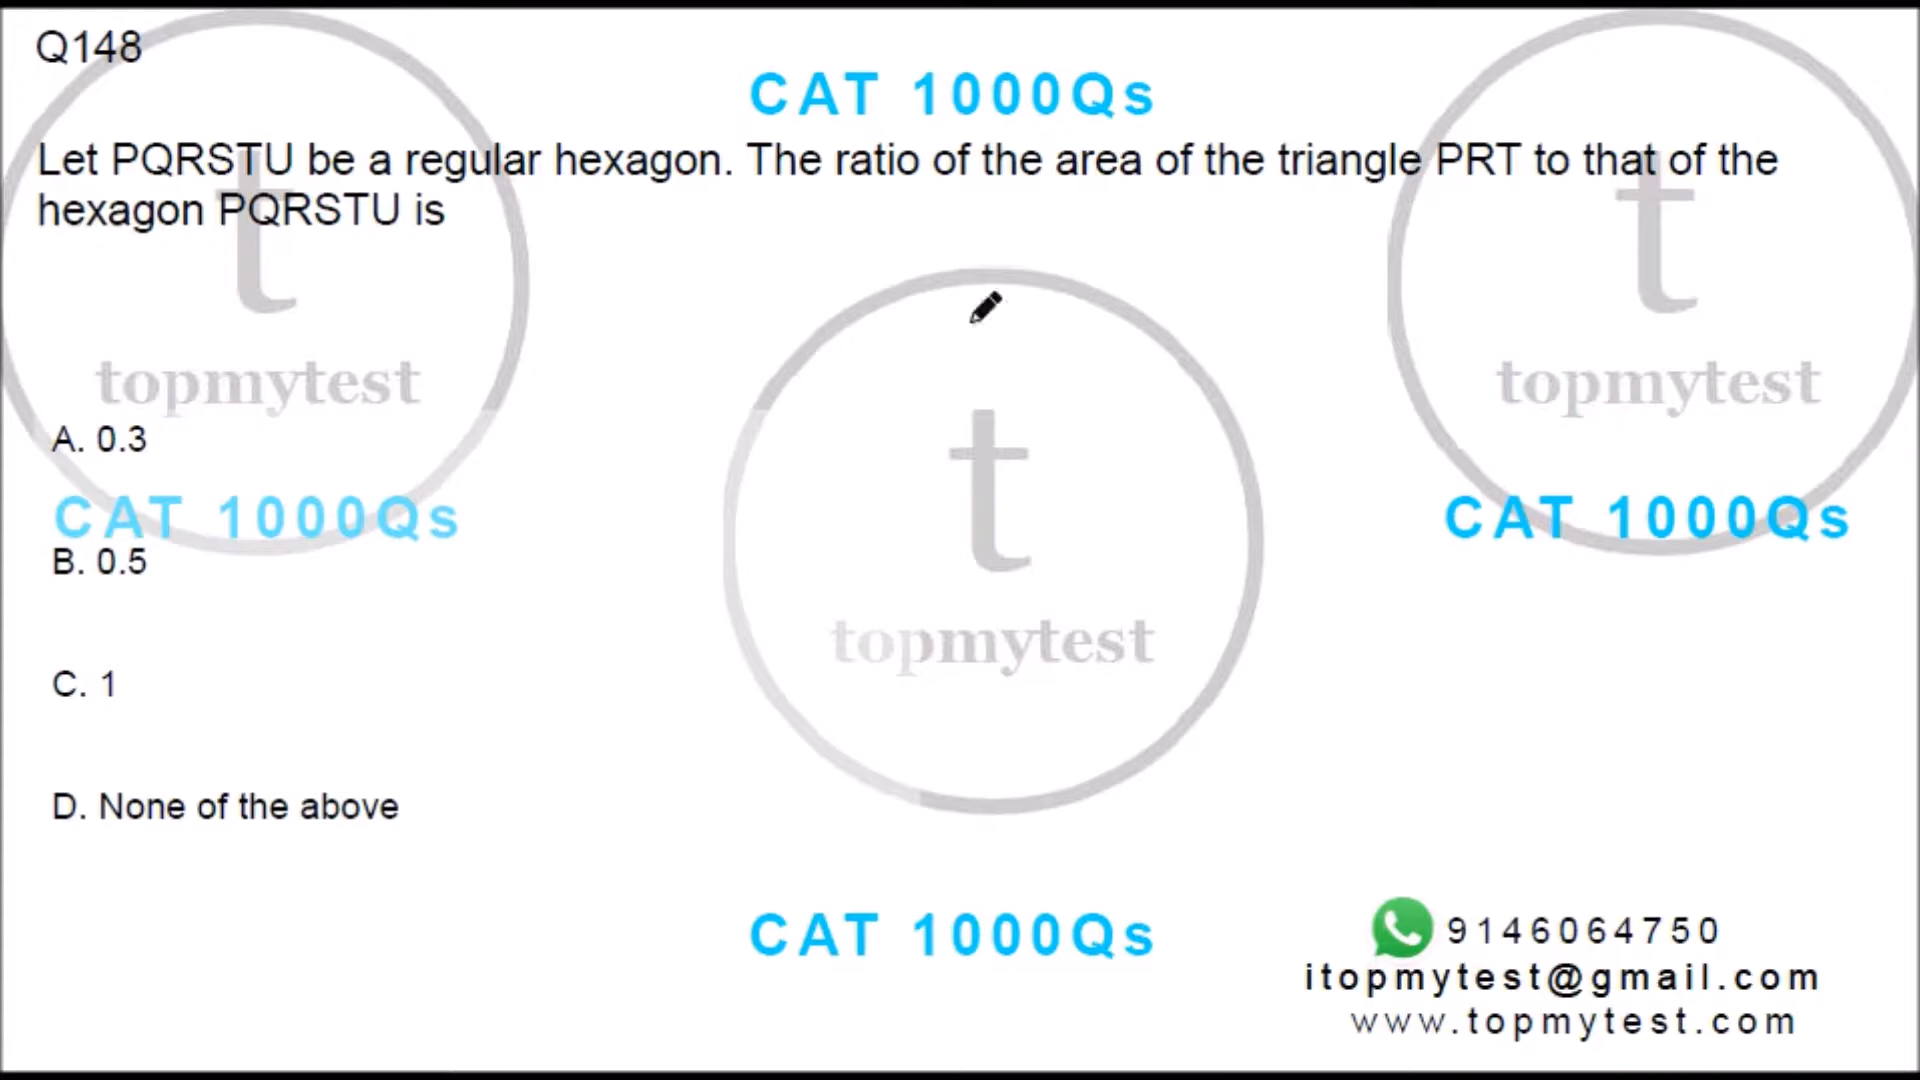 Q148
CAT 1000Qs
Let PQRSTU be a regular hexagon. The ratio of the area of the triangle PRT to that of the
hexagon PQRSTU is
t
topmytest
t
topmytest
t
topmytest
A. 0.3
CAT 1000Qs
CAT 1000Qs
B. 0.5
C. 1
D. None of the above
CAT 1000Qs
9146064750
itopmytest@gmail.com
www.topmytest.com